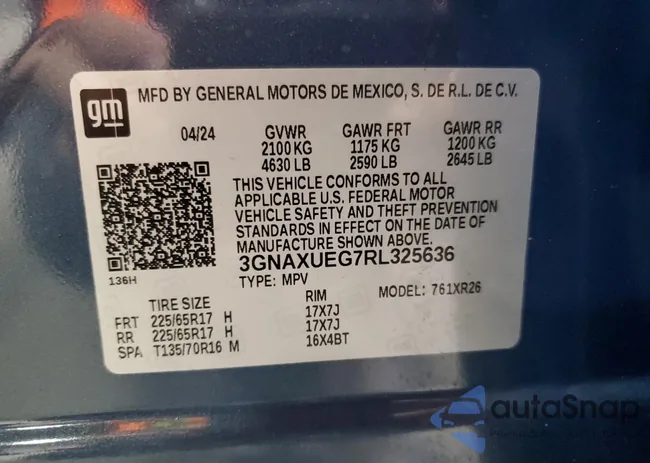 gm
MFD BY GENERAL MOTORS DE MEXICO, S. DE R.L. DE C.V.
04/24 GVWR GAWR FRT GAWR RR
2100 KG 1175 KG 1200 KG
4630 LB 2590 LB 2645 LB
THIS VEHICLE CONFORMS TO ALL
APPLICABLE U.S. FEDERAL MOTOR
VEHICLE SAFETY AND THEFT PREVENTION
STANDARDS IN EFFECT ON THE DATE OF
MANUFACTURE SHOWN ABOVE.
3GNAXUEG7RL325636
136H
TYPE: MPV MODEL: 761XR26
TIRE SIZE RIM
FRT 225/65R17 H 17X7J
RR 225/65R17 H 17X7J
SPA T135/70R16 M 16X4BT
autoSnap